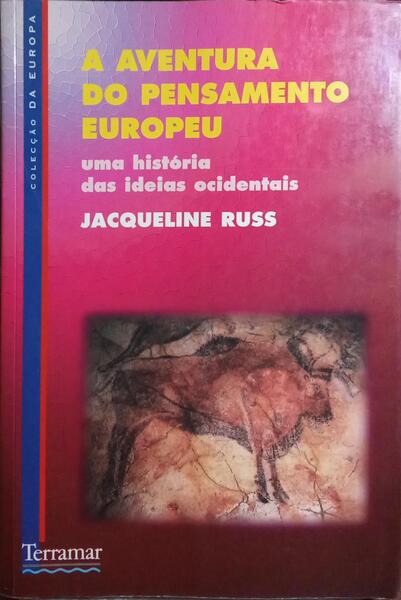 COLECÇÃO DA EUROPA
A AVENTURA
DO PENSAMENTO
EUROPEU
uma história
das ideias ocidentais
JACQUELINE RUSS
Terramar